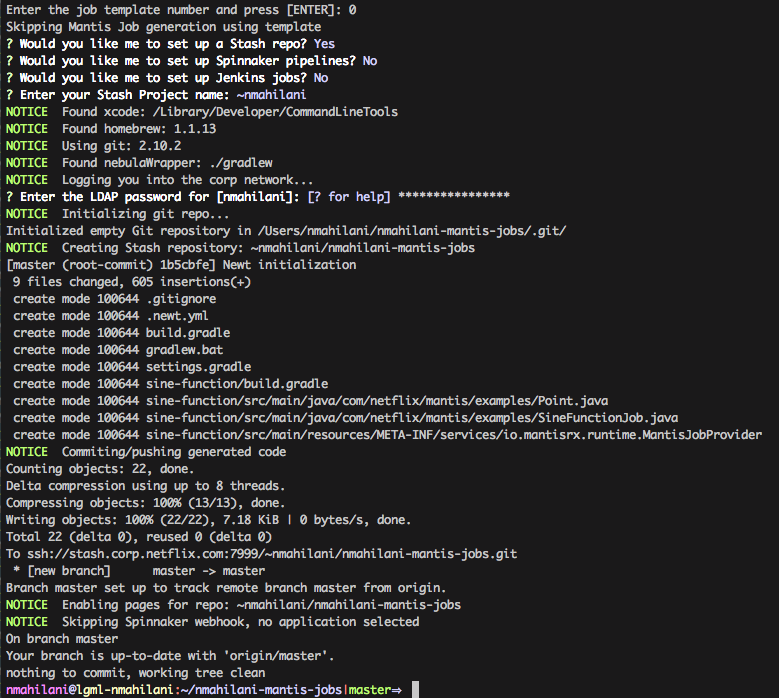 Enter the job template number and press [ENTER]: 0
Skipping Mantis Job generation using template
? Would you like me to set up a Stash repo? Yes
? Would you like me to set up Spinnaker pipelines? No
? Would you like me to set up Jenkins jobs? No
? Enter your Stash Project name: ~nmahilani
NOTICE  Found xcode: /Library/Developer/CommandLineTools
NOTICE  Found homebrew: 1.1.13
NOTICE  Using git: 2.10.2
NOTICE  Found nebulaWrapper: ./gradlew
NOTICE  Logging you into the corp network...
? Enter the LDAP password for [nmahilani]: [? for help] ****************
NOTICE  Initializing git repo...
Initialized empty Git repository in /Users/nmahilani/nmahilani-mantis-jobs/.git/
NOTICE  Creating Stash repository: ~nmahilani/nmahilani-mantis-jobs
[master (root-commit) 1b5cbfe] Newt initialization
 9 files changed, 605 insertions(+)
 create mode 100644 .gitignore
 create mode 100644 .newt.yml
 create mode 100644 build.gradle
 create mode 100644 gradlew.bat
 create mode 100644 settings.gradle
 create mode 100644 sine-function/build.gradle
 create mode 100644 sine-function/src/main/java/com/netflix/mantis/examples/Point.java
 create mode 100644 sine-function/src/main/java/com/netflix/mantis/examples/SineFunctionJob.java
 create mode 100644 sine-function/src/main/resources/META-INF/services/io.mantisrx.runtime.MantisJobProvider
NOTICE  Commiting/pushing generated code
Counting objects: 22, done.
Delta compression using up to 8 threads.
Compressing objects: 100% (13/13), done.
Writing objects: 100% (22/22), 7.18 KiB | 0 bytes/s, done.
Total 22 (delta 0), reused 0 (delta 0)
To ssh://stash.corp.netflix.com:7999/~nmahilani/nmahilani-mantis-jobs.git
 * [new branch]      master -> master
Branch master set up to track remote branch master from origin.
NOTICE  Enabling pages for repo: ~nmahilani/nmahilani-mantis-jobs
NOTICE  Skipping Spinnaker webhook, no application selected
On branch master
Your branch is up-to-date with 'origin/master'.
nothing to commit, working tree clean
nmahilani@lgml-nmahilani:~/nmahilani-mantis-jobs|master⇒